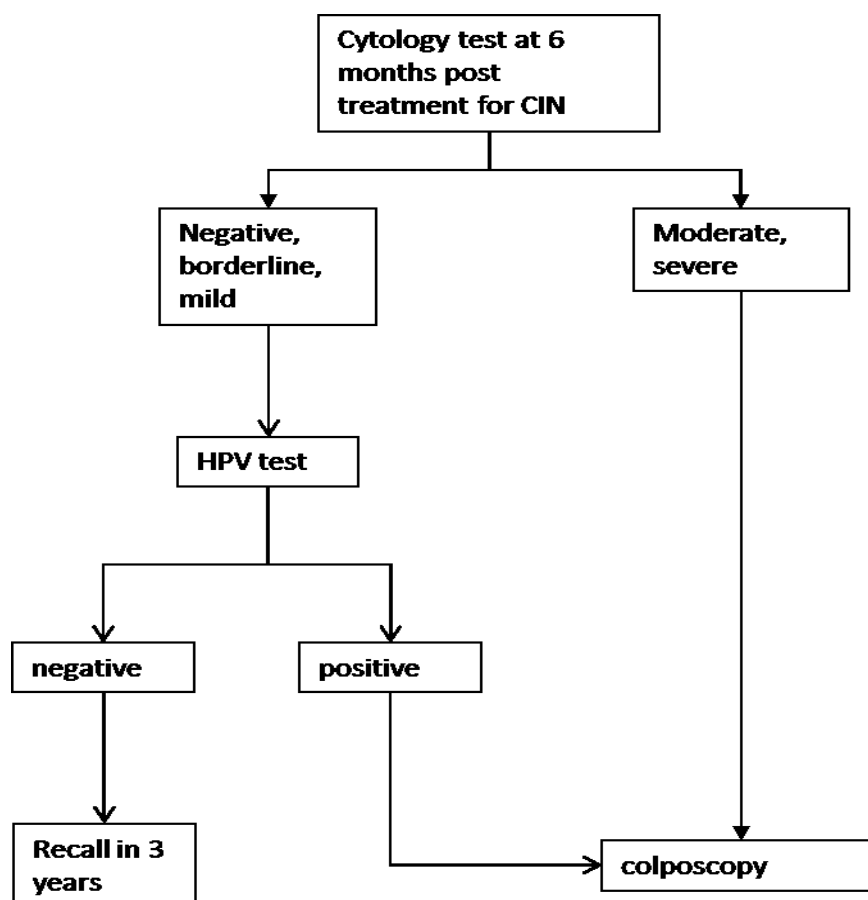 Cytology test at 6
months post
treatment for CIN
Negative,
borderline,
mild
Moderate,
severe
HPV test
negative
positive
Recall in 3
years
colposcopy